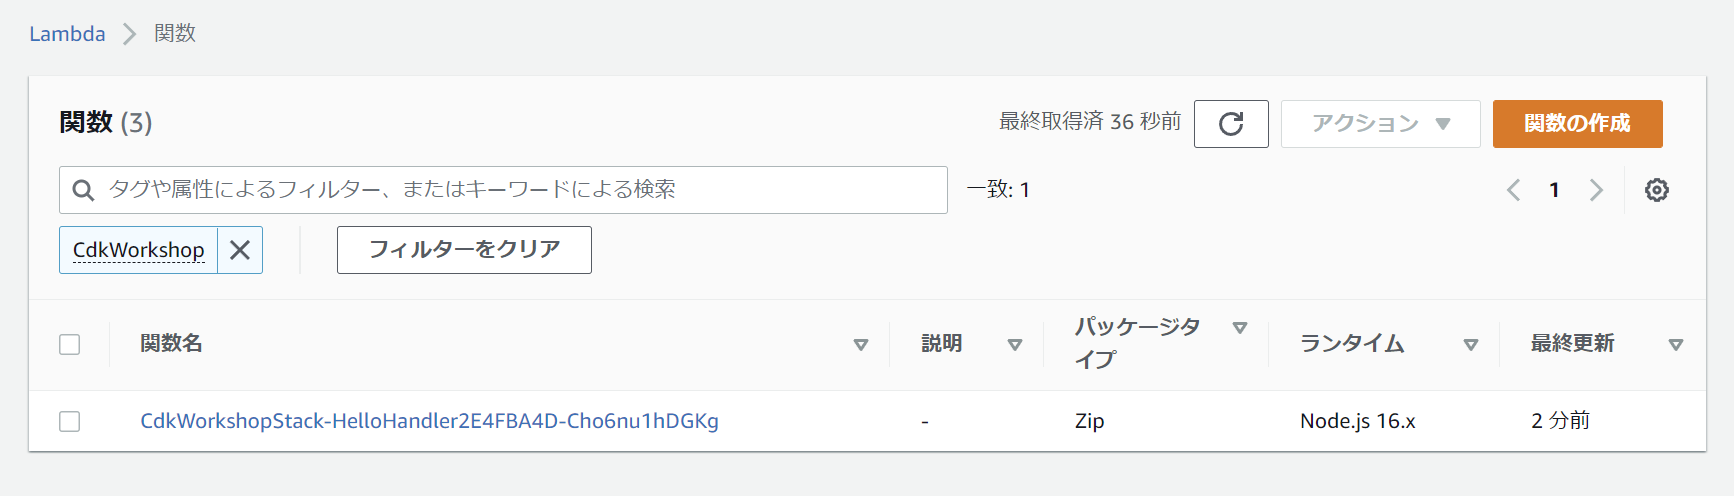 Lambda 関数
関数 (3)
最終取得済 36 秒前
アクション
関数の作成
タグや属性によるフィルター、またはキーワードによる検索
一致: 1
1
CdkWorkshop
フィルターをクリア
関数名
説明
パッケージタ
イプ
ランタイム
最終更新
CdkWorkshopStack-HelloHandler2E4FBA4D-Cho6nu1hDGKg
-
Zip
Node.js 16.x
2 分前